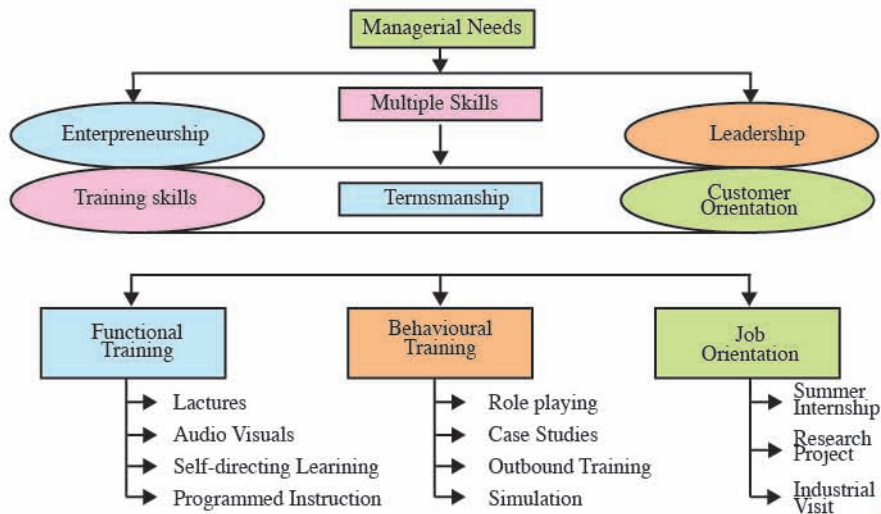 Managerial Needs
Enterpreneurship
Multiple Skills
Leadership
Training skills
Termsmanship
Customer
Orientation
Functional
Training
Behavioural
Training
Job
Orientation
Lactures
Audio Visuals
Self-directing Learining
Programmed Instruction
Role playing
Case Studies
Outbound Training
Simulation
Summer
Internship
Research
Project
Industrial
Visit